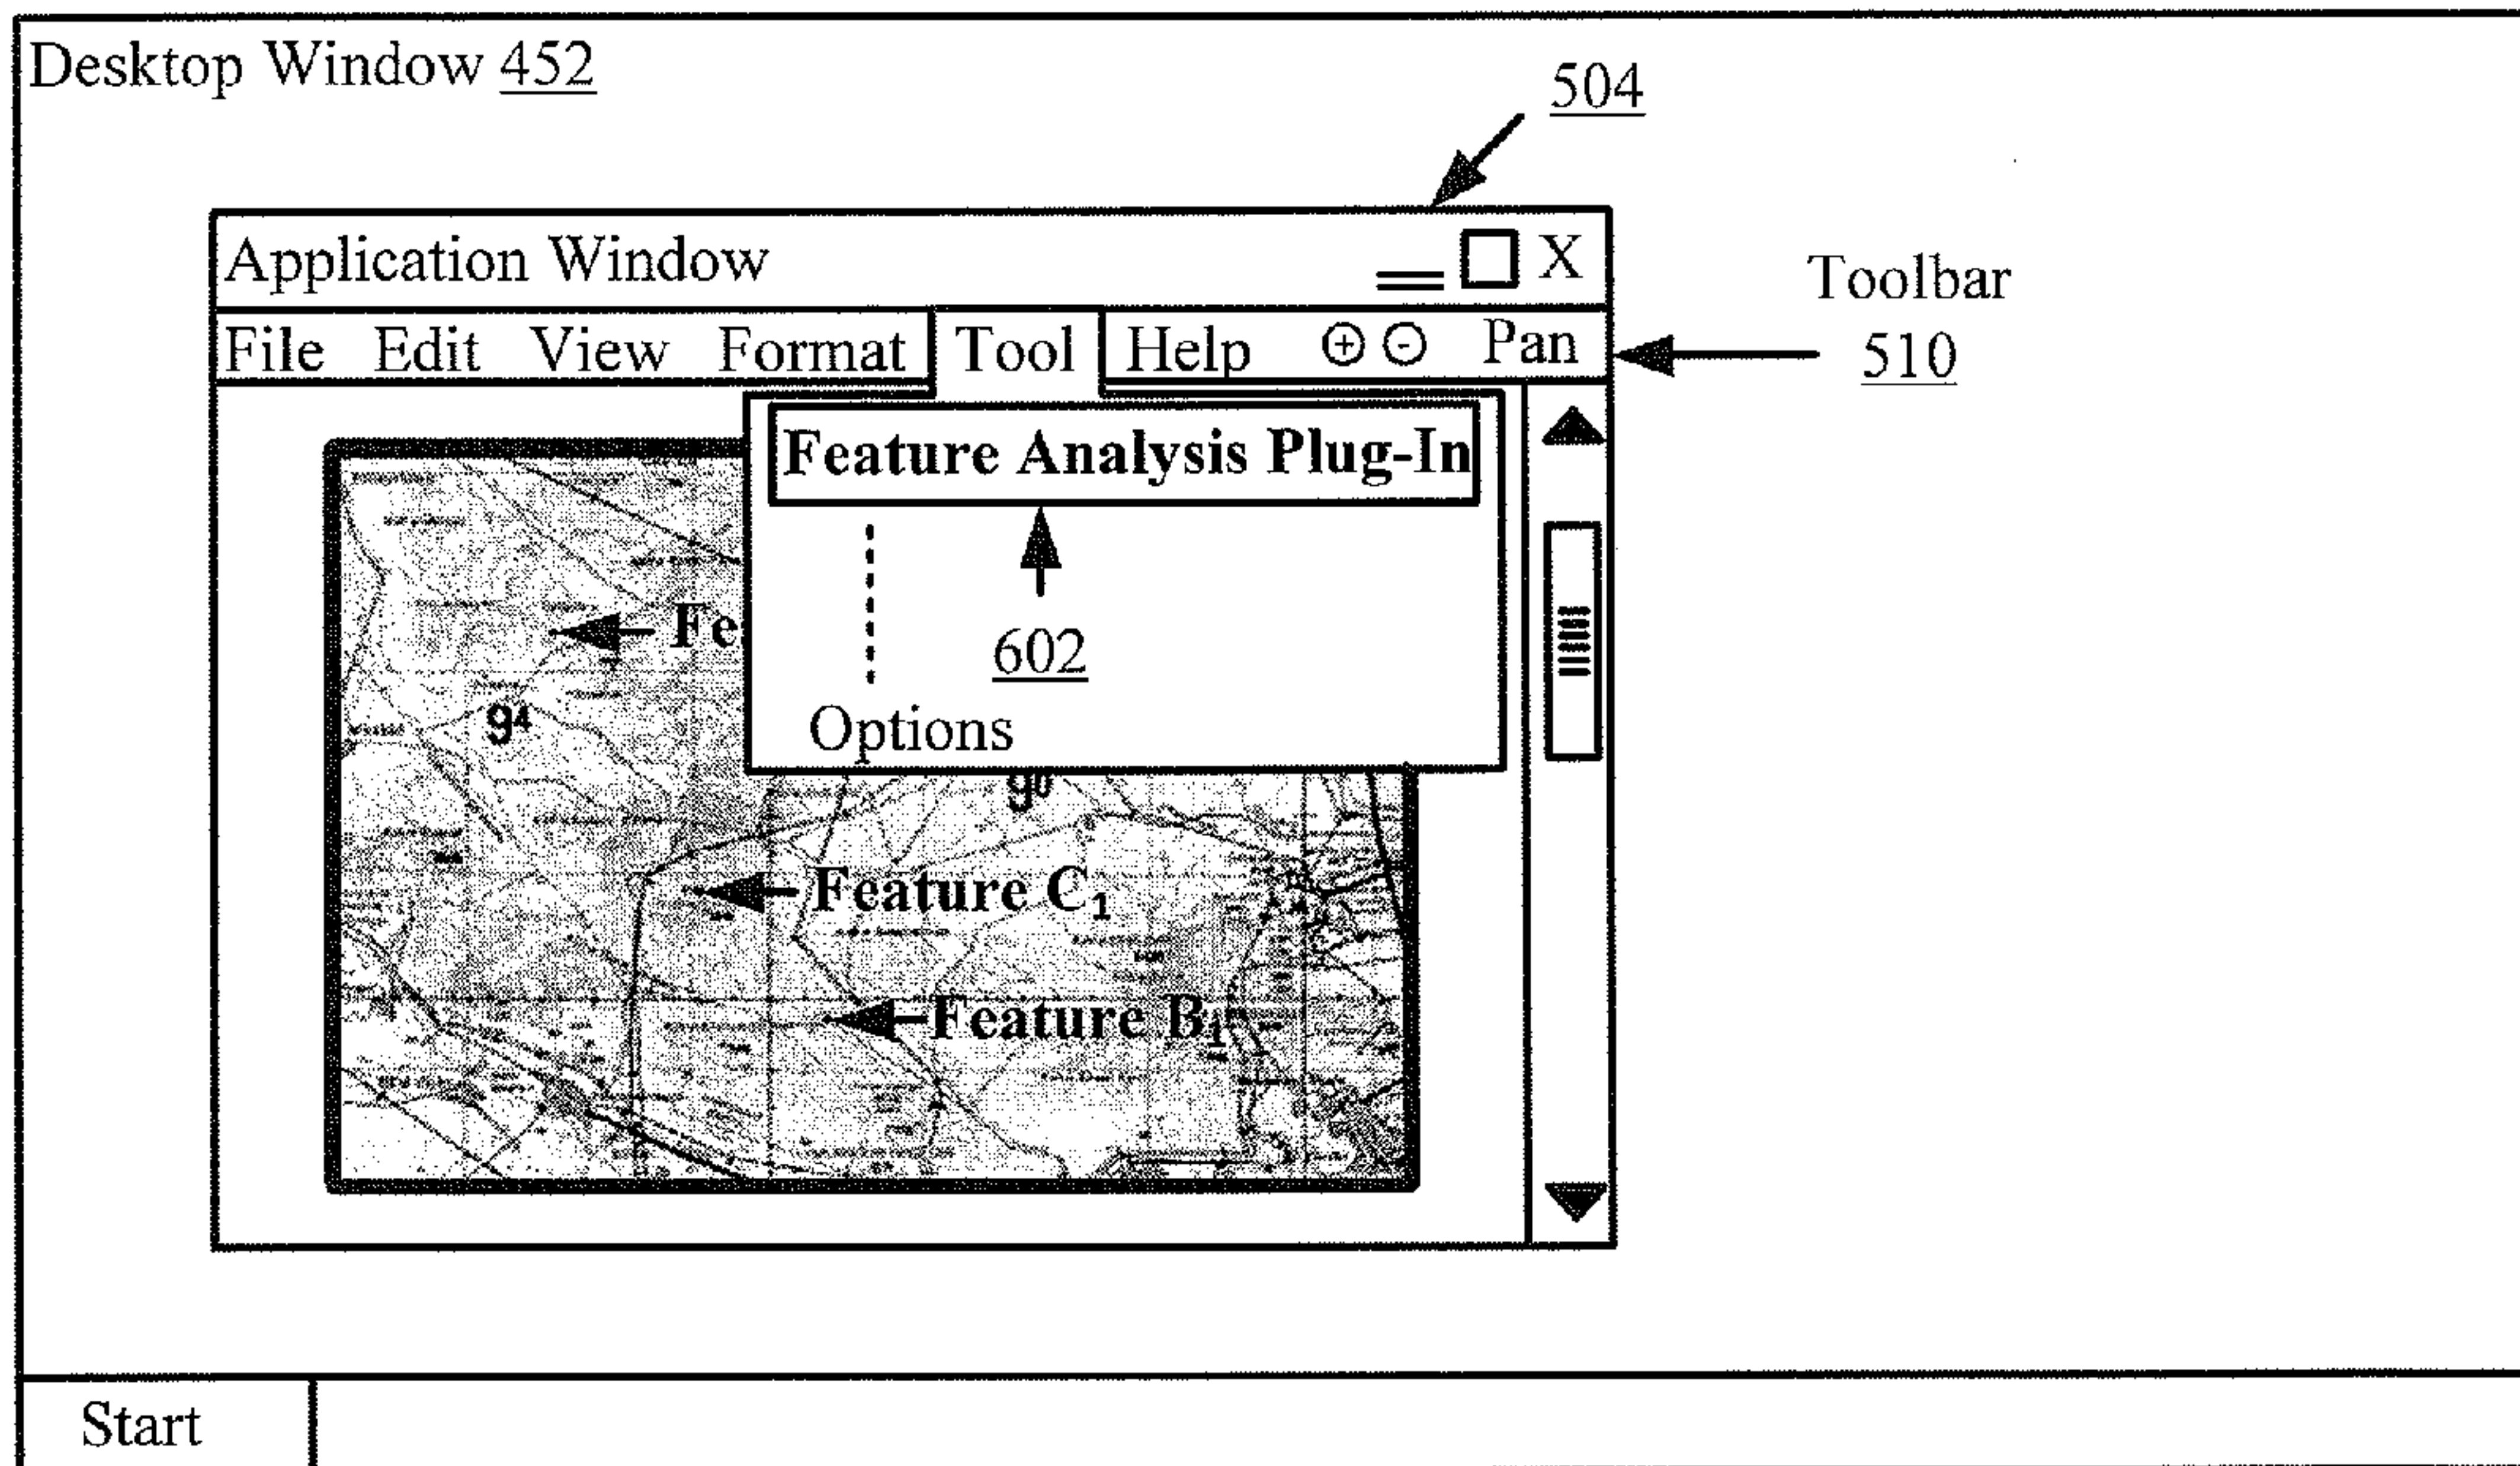 Desktop Window 452
504
Application Window X
Toolbar
510
File Edit View Format Tool Help + - Pan
Feature Analysis Plug-In
Fe
602
9⁴
Options
9⁰
Feature C₁
Feature B₁
Start